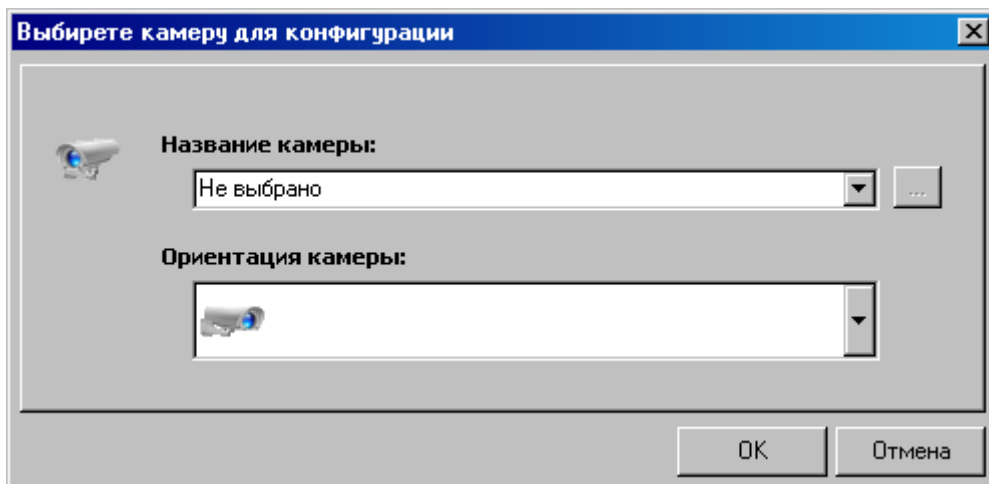 Выбирете камеру для конфигурации
Название камеры:
Не выбрано
...
Ориентация камеры:
OK
Отмена